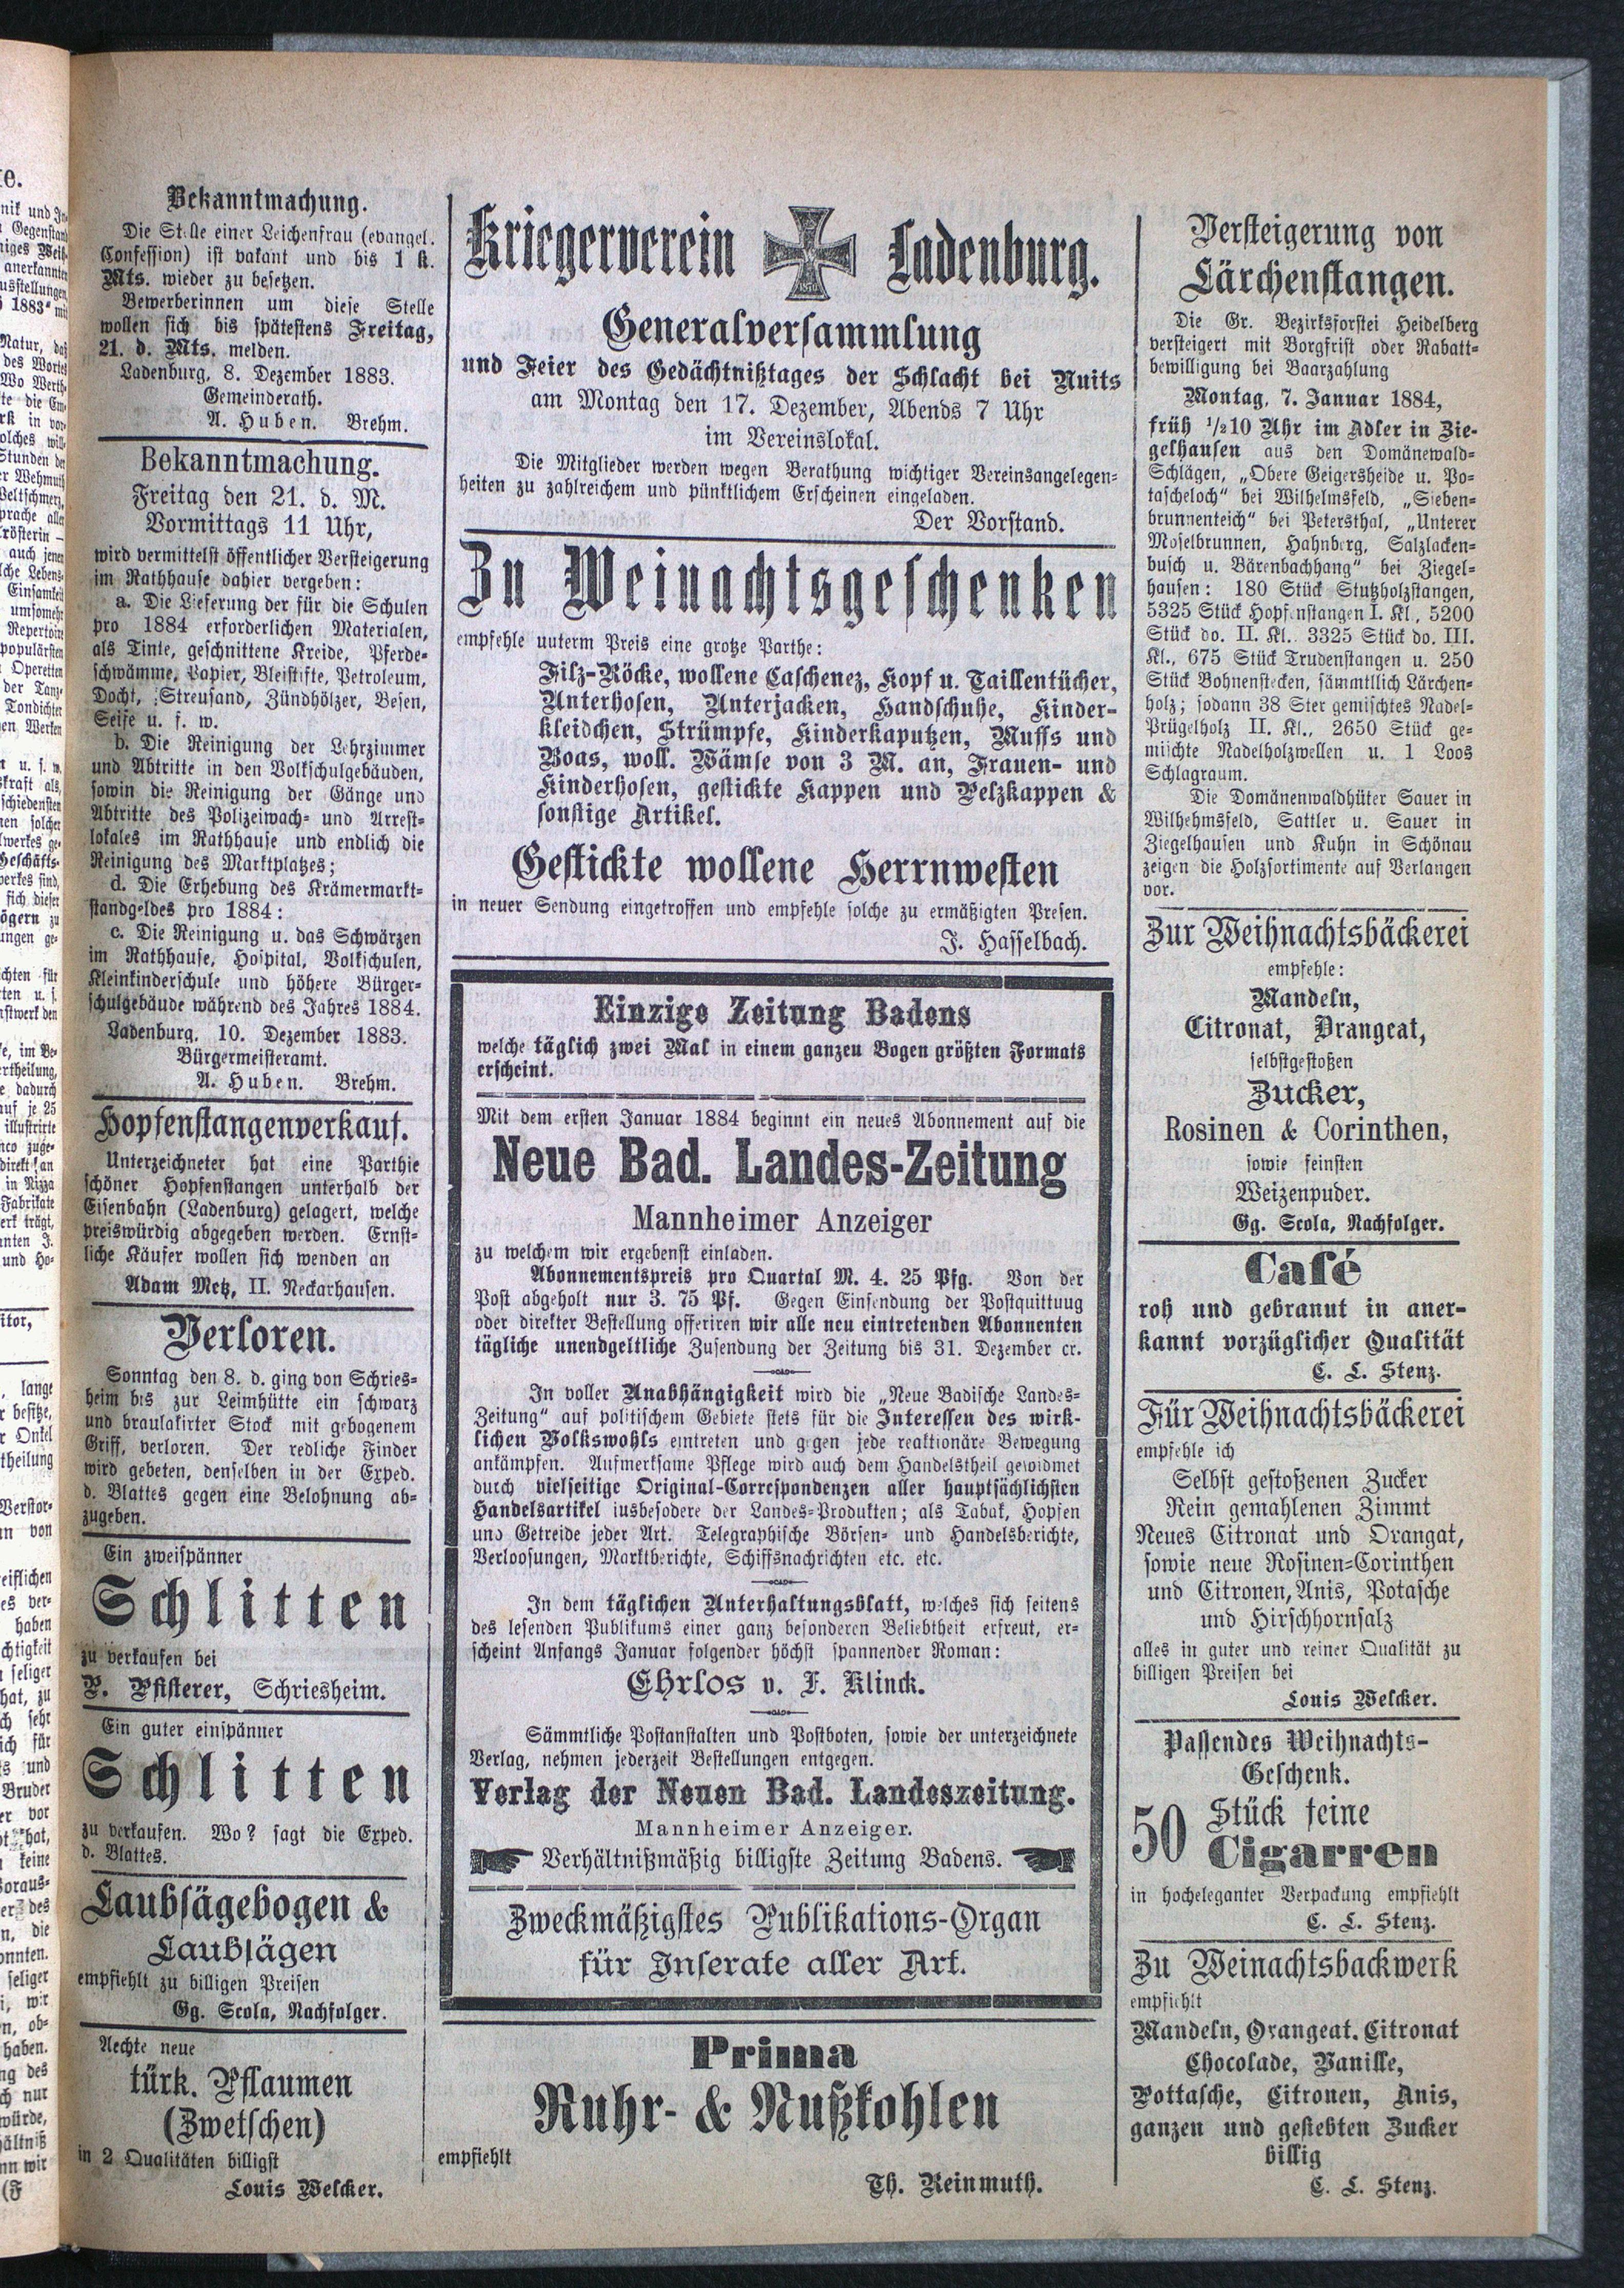 Bekanntmachung.
Die Stelle einer Leichenfrau (evangel.
Confession) ist vakant und bis 1 k.
Mts. wieder zu besetzen.
Bewerberinnen um diese Stelle
wollen sich bis spätestens Freitag,
21. d. Mts. melden.
Ladenburg, 8. Dezember 1883.
Gemeinderath.
A. Huben. Brehm.
Bekanntmachung.
Freitag den 21. d. M.
Vormittags 11 Uhr,
wird vermittelst öffentlicher Versteigerung
im Rathhause dahier vergeben:
a. Die Lieferung der für die Schulen
pro 1884 erforderlichen Materialen,
als Tinte, geschnittene Kreide, Pferde-
schwämme, Papier, Bleistifte, Petroleum,
Docht, Streusand, Zündhölzer, Besen,
Seife u. s. w.
b. Die Reinigung der Lehrzimmer
und Abtritte in den Volkschulgebäuden,
sowin die Reinigung der Gänge und
Abtritte des Polizeiwach- und Arrest-
lokales im Rathhause und endlich die
Reinigung des Marktplatzes;
d. Die Erhebung des Krämermarkt-
standgeldes pro 1884:
c. Die Reinigung u. das Schwärzen
im Rathhause, Hospital, Volkschulen,
Kleinkinderschule und höhere Bürger-
schulgebäude während des Jahres 1884.
Ladenburg, 10. Dezember 1883.
Bürgermeisteramt.
A. Huben. Brehm.
Hopfenstangenverkauf.
Unterzeichneter hat eine Parthie
schöner Hopfenstangen unterhalb der
Eisenbahn (Ladenburg) gelagert, welche
preiswürdig abgegeben werden. Ernst-
liche Käufer wollen sich wenden an
Adam Metz, II. Neckarhausen.
Verloren.
Sonntag den 8. d. ging von Schries-
heim bis zur Leimhütte ein schwarz
und braulakirter Stock mit gebogenem
Griff, verloren. Der redliche Finder
wird gebeten, denselben in der Exped.
d. Blattes gegen eine Belohnung ab-
zugeben.
Ein zweispänner
Schlitten
zu verkaufen bei
P. Pfisterer, Schriesheim.
Ein guter einspänner
Schlitten
zu verkaufen. Wo? sagt die Exped.
d. Blattes.
Laubsägebogen &
Laubsägen
empfiehlt zu billigen Preisen
Gg. Scola, Nachfolger.
Aechte neue
türk. Pflaumen
(Zwetschen)
in 2 Qualitäten billigst
Louis Welcker.
Kriegerverein Ladenburg.
Generalversammlung
und Feier des Gedächtnißtages der Schlacht bei Nuits
am Montag den 17. Dezember, Abends 7 Uhr
im Vereinslokal.
Die Mitglieder werden wegen Berathung wichtiger Vereinsangelegen-
heiten zu zahlreichem und pünktlichem Erscheinen eingeladen.
Der Vorstand.
Zu Weinachtsgeschenken
empfehle uuterm Preis eine große Parthe:
Filz-Röcke, wollene Caschenez, Kopf u. Taillentücher,
Unterhosen, Unterjacken, Handschuhe, Kinder-
kleidchen, Strümpfe, Kinderkaputzen, Muffs und
Boas, woll. Wämse von 3 M. an, Frauen- und
Kinderhosen, gestickte Kappen und Pelzkappen &
sonstige Artikel.
Gestickte wollene Herrnwesten
in neuer Sendung eingetroffen und empfehle solche zu ermäßigten Presen.
J. Hasselbach.
Einzige Zeitung Badens
welche täglich zwei Mal in einem ganzen Bogen größten Formats
erscheint.
Mit dem ersten Januar 1884 beginnt ein neues Abonnement auf die
Neue Bad. Landes-Zeitung
Mannheimer Anzeiger
zu welchem wir ergebenst einladen.
Abonnementspreis pro Quartal M. 4. 25 Pfg. Von der
Post abgeholt nur 3. 75 Pf. Gegen Einsendung der Postquittuug
oder direkter Bestellung offeriren wir alle neu eintretenden Abonnenten
tägliche unendgeltliche Zusendung der Zeitung bis 31. Dezember cr.
In voller Anabhängigkeit wird die „Neue Badische Landes-
Zeitung“ auf politischem Gebiete stets für die Interessen des wirk-
lichen Volkswohls eintreten und gegen jede reaktionäre Bewegung
ankämpfen. Aufmerksame Pflege wird auch dem Handelstheil gewidmet
durch vielseitige Original-Correspondenzen aller hauptsächlichsten
Handelsartikel iusbesodere der Landes-Produkten; als Tabak, Hopfen
und Getreide jeder Art. Telegraphische Börsen- und Handelsberichte,
Verloosungen, Marktberichte, Schiffsnachrichten etc. etc.
In dem täglichen Unterhaltungsblatt, welches sich seitens
des lesenden Publikums einer ganz besonderen Beliebtheit erfreut, er-
scheint Anfangs Januar folgender höchst spannender Roman:
Ehrlos v. F. Klinck.
Sämmtliche Postanstalten und Postboten, sowie der unterzeichnete
Verlag, nehmen jederzeit Bestellungen entgegen.
Verlag der Neuen Bad. Landeszeitung.
Mannheimer Anzeiger.
Verhältnißmäßig billigste Zeitung Badens.
Zweckmäßigstes Publikations-Organ
für Inserate aller Art.
Prima
Ruhr- & Nußkohlen
empfiehlt
Th. Reinmuth.
Versteigerung von
Lärchenstangen.
Die Gr. Bezirksforstei Heidelberg
versteigert mit Borgfrist oder Rabatt-
bewilligung bei Baarzahlung
Montag, 7. Januar 1884,
früh 1/2 10 Uhr im Adler in Zie-
gelhausen aus den Domänewald-
Schlägen, „Obere Geigersheide u. Po-
tascheloch“ bei Wilhelmsfeld, „Sieben-
brunnenteich“ bei Petersthal, „Unterer
Moselbrunnen, Hahnberg, Salzlacken-
busch u. Bärenbachhang“ bei Ziegel-
hausen: 180 Stück Stutzholzstangen,
5325 Stück Hopfenstangen I. Kl., 5200
Stück do. II. Kl. 3325 Stück do. III.
Kl., 675 Stück Trudenstangen u. 250
Stück Bohnenstecken, sämmtllich Lärchen-
holz; sodann 38 Ster gemischtes Nadel-
Prügelholz II. Kl., 2650 Stück ge-
mischte Nadelholzwellen u. 1 Loos
Schlagraum.
Die Domänenwaldhüter Sauer in
Wilhelmsfeld, Sattler u. Sauer in
Ziegelhausen und Kuhn in Schönau
zeigen die Holzsortimente auf Verlangen
vor.
Zur Weihnachtsbäckerei
empfehle:
Mandeln,
Citronat, Orangeat,
selbstgestoßen
Zucker,
Rosinen & Corinthen,
sowie feinsten
Weizenpuder.
Gg. Scola, Nachfolger.
Café
roh und gebrannt in aner-
kannt vorzüglicher Qualität
C. L. Stenz.
Für Weihnachtsbäckerei
empfehle ich
Selbst gestoßenen Zucker
Rein gemahlenen Zimmt
Neues Citronat und Orangat,
sowie neue Rosinen-Corinthen
und Citronen, Anis, Potasche
und Hirschhornsalz
alles in guter und reiner Qualität zu
billigen Preisen bei
Louis Welcker.
Passendes Weihnachts-
Geschenk.
50 Stück feine
Cigarren
in hocheleganter Verpackung empfiehlt
C. L. Stenz.
Zu Weinachtsbackwerk
empfiehlt
Mandeln, Orangeat. Citronat
Chocolade, Vanille,
Pottasche, Citronen, Anis,
ganzen und gesiebten Zucker
billig
C. L. Stenz.